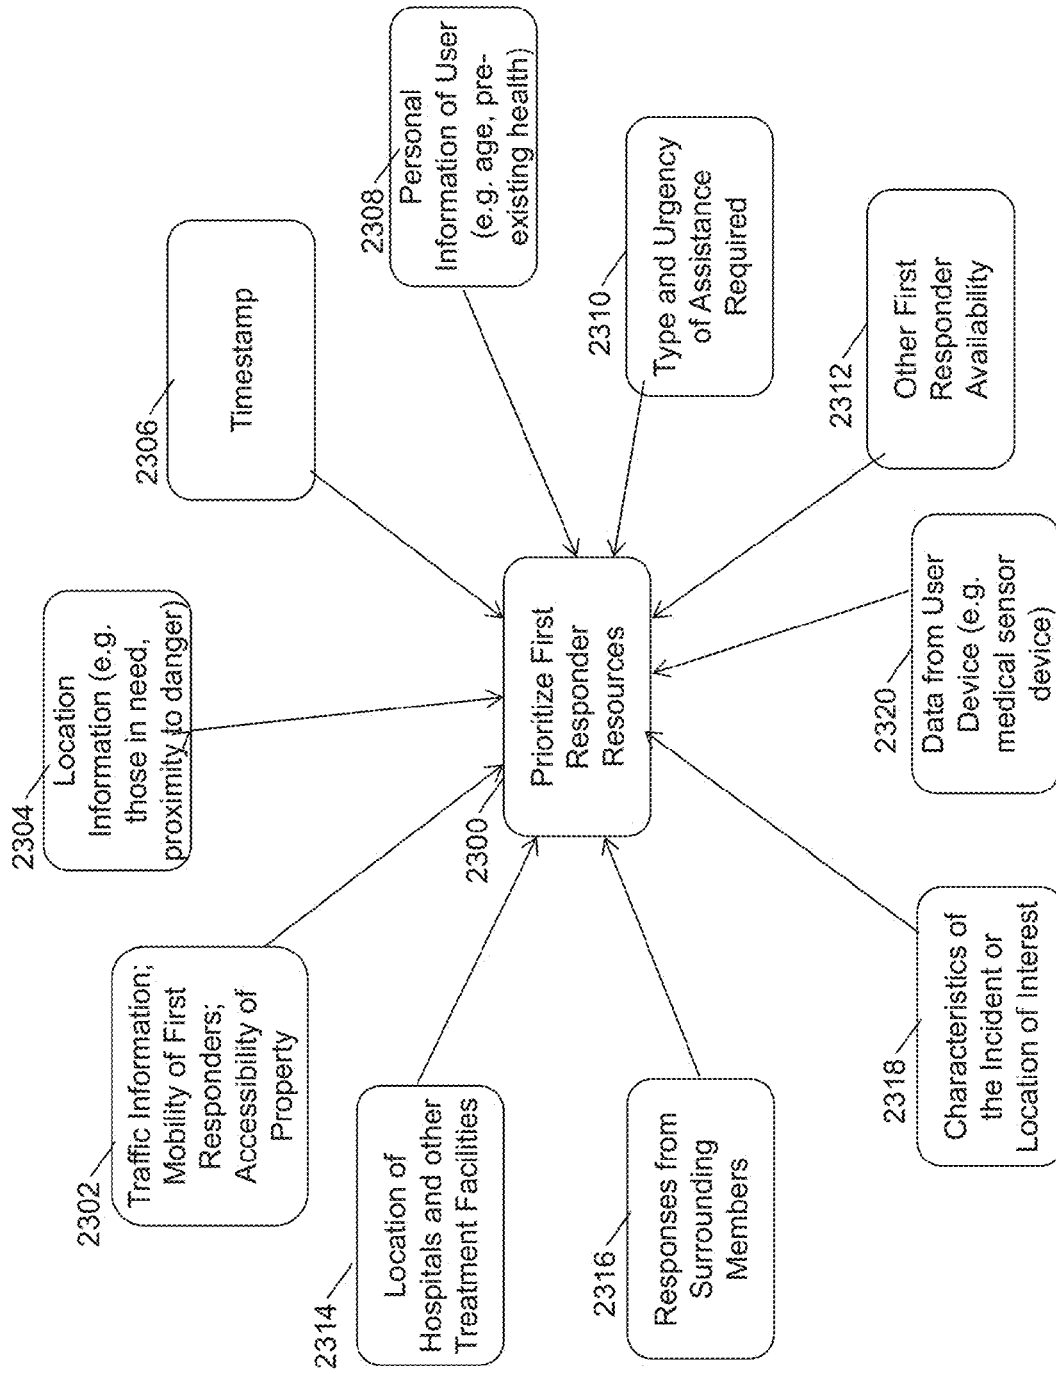 2304
Location
Information (e.g.
those in need,
proximity to danger)
2306
Timestamp
2302
Traffic Information;
Mobility of First
Responders;
Accessibility of
Property
2308
Personal
Information of User
(e.g. age, pre-
existing health)
2314
Location of
Hospitals and other
Treatment Facilities
2300
Prioritize First
Responder
Resources
2310
Type and Urgency
of Assistance
Required
2316
Responses from
Surrounding
Members
2312
Other First
Responder
Availability
2318
Characteristics of
the Incident or
Location of Interest
2320
Data from User
Device (e.g.
medical sensor
device)